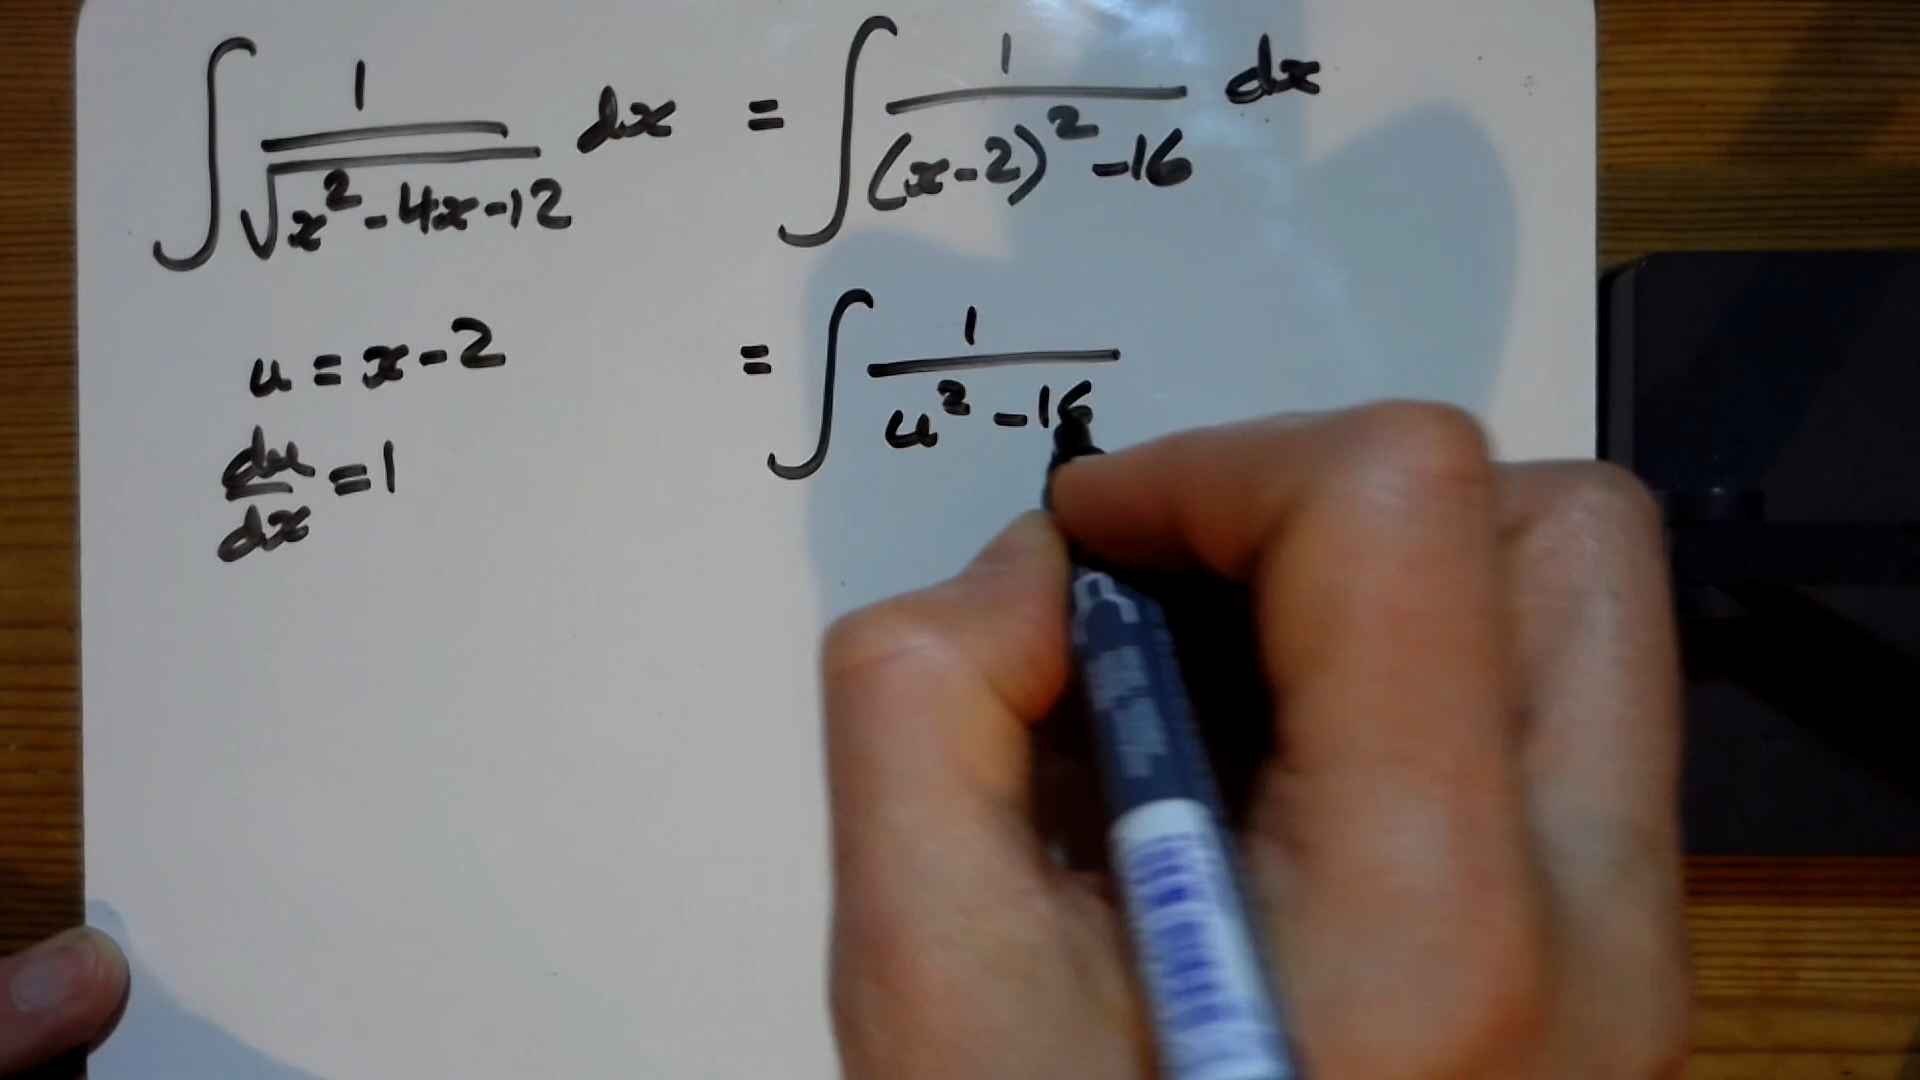 ∫ 1/√(x² - 4x - 12) dx = ∫ 1/((x-2)² - 16) dx
u = x - 2 = ∫ 1/(u² - 16
du/dx = 1